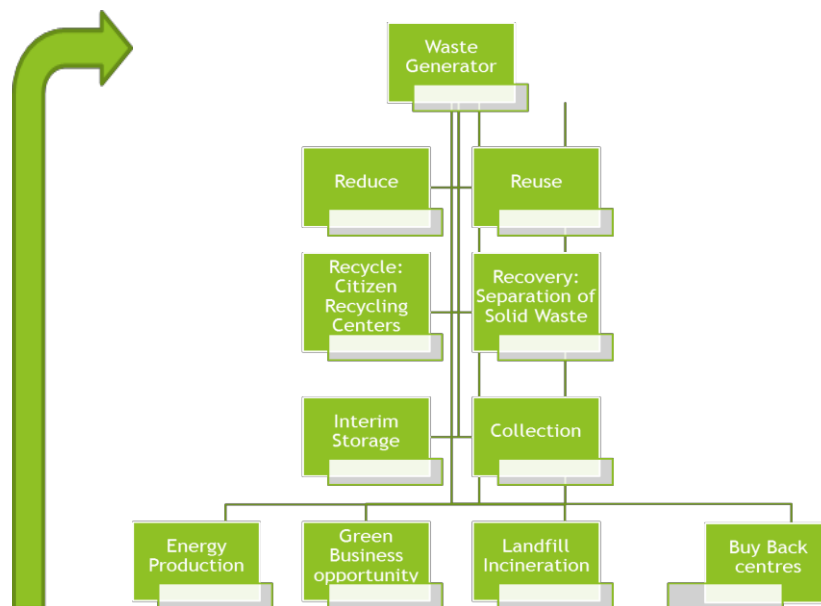 Waste
Generator
Reduce
Reuse
Recycle:
Citizen
Recycling
Centers
Recovery:
Separation of
Solid Waste
Interim
Storage
Collection
Energy
Production
Green
Business
opportunity
Landfill
Incineration
Buy Back
centres